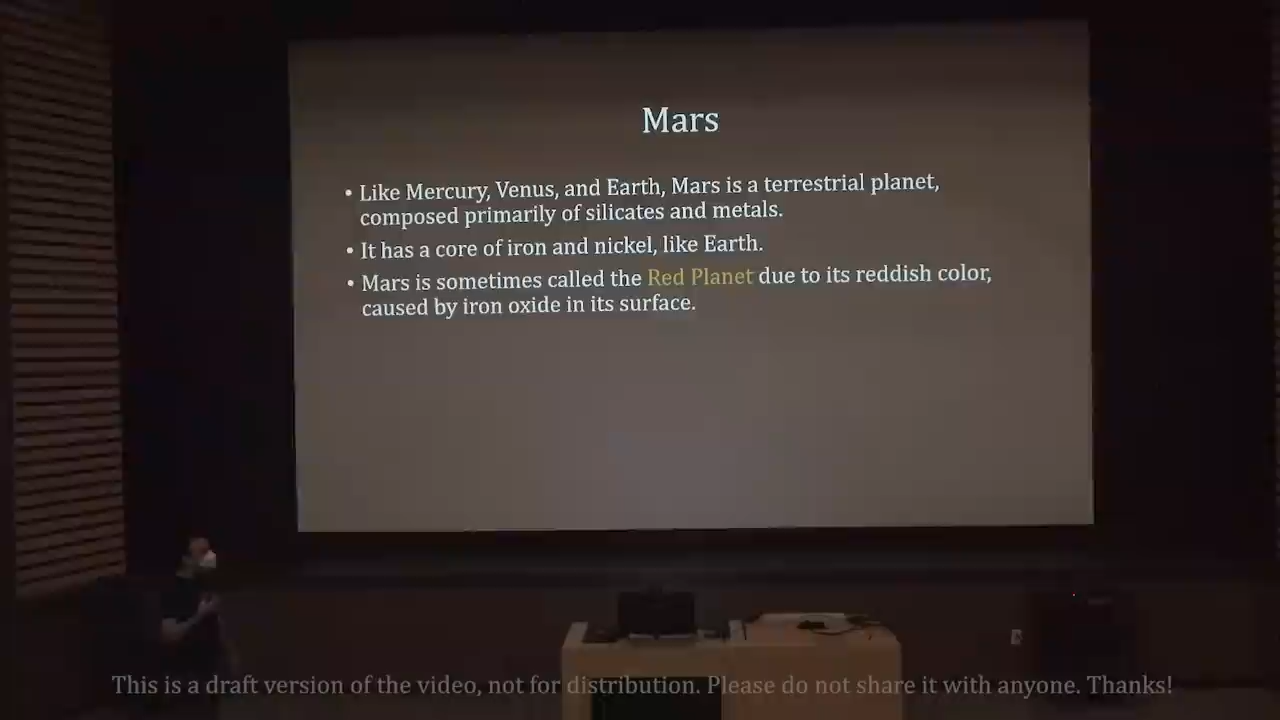 Mars
• Like Mercury, Venus, and Earth, Mars is a terrestrial planet,
composed primarily of silicates and metals.
• It has a core of iron and nickel, like Earth.
• Mars is sometimes called the Red Planet due to its reddish color,
caused by iron oxide in its surface.
This is a draft version of the video, not for distribution. Please do not share it with anyone. Thanks!